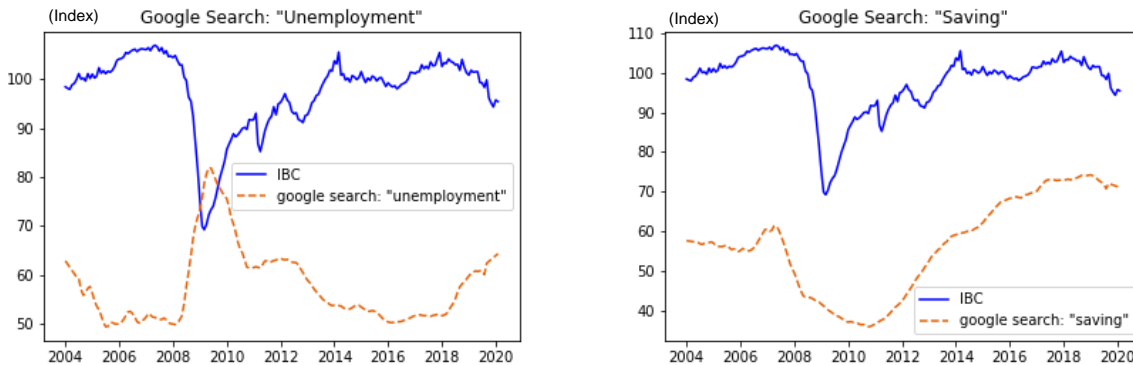 (Index)
Google Search: "Unemployment"
100
90
80
70
60
50
IBC
google search: "unemployment"
2004 2006 2008 2010 2012 2014 2016 2018 2020
(Index)
Google Search: "Saving"
110
100
90
80
70
60
50
40
IBC
google search: "saving"
2004 2006 2008 2010 2012 2014 2016 2018 2020